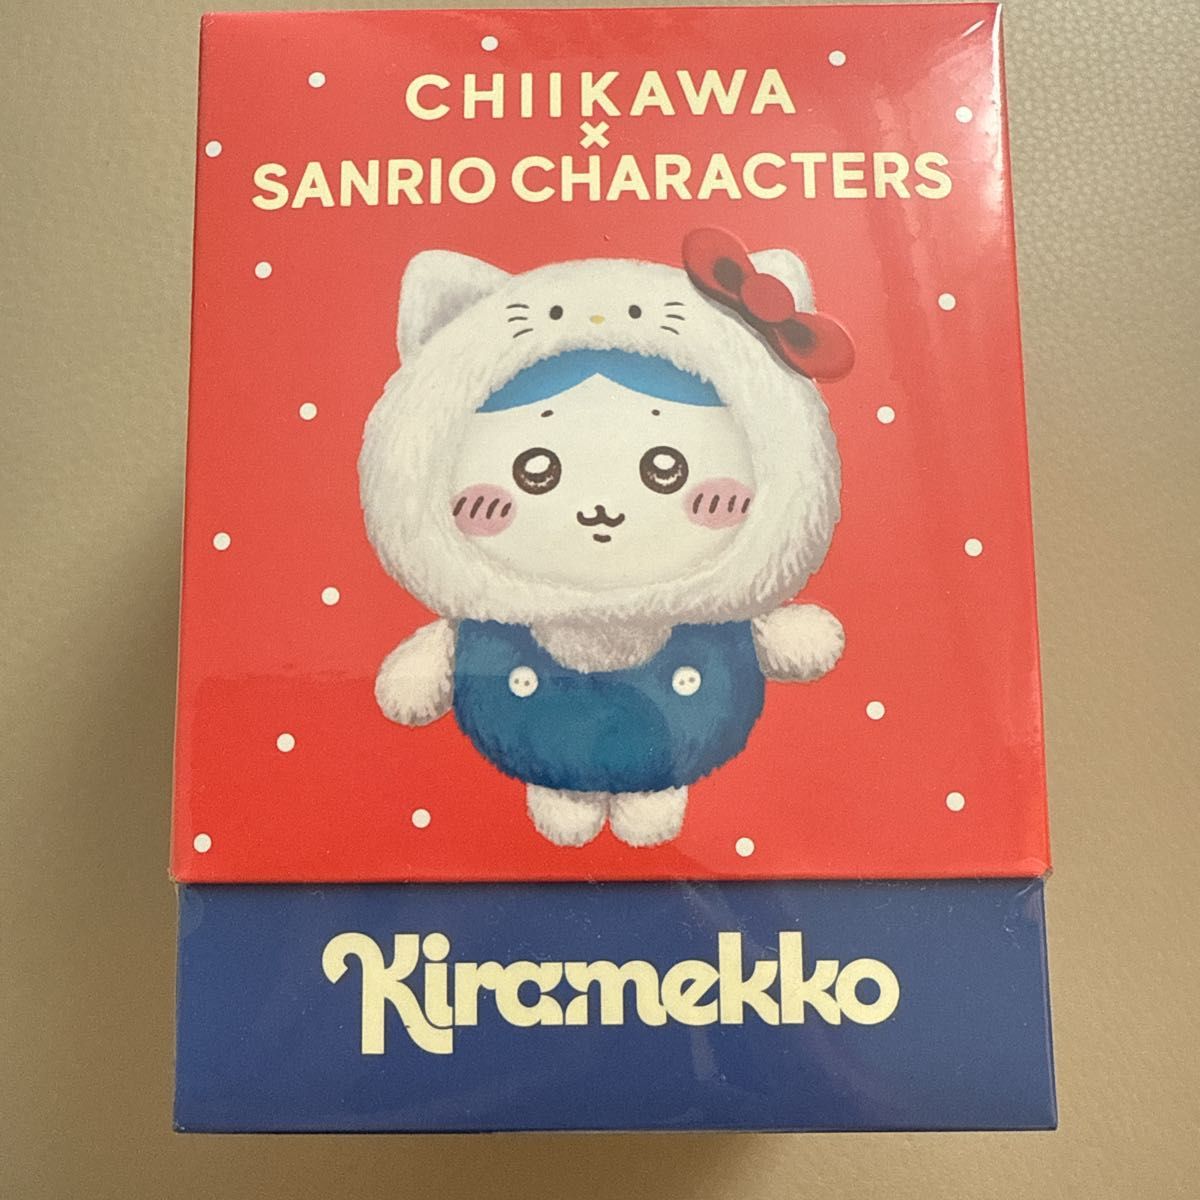 CHIIKAWA
×
SANRIO CHARACTERS
Kiramekko